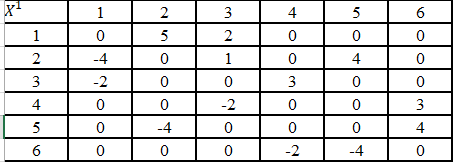 X¹ 1 2 3 4 5 6
1 0 5 2 0 0 0
2 -4 0 1 0 4 0
3 -2 0 0 3 0 0
4 0 0 -2 0 0 3
5 0 -4 0 0 0 4
6 0 0 0 -2 -4 0